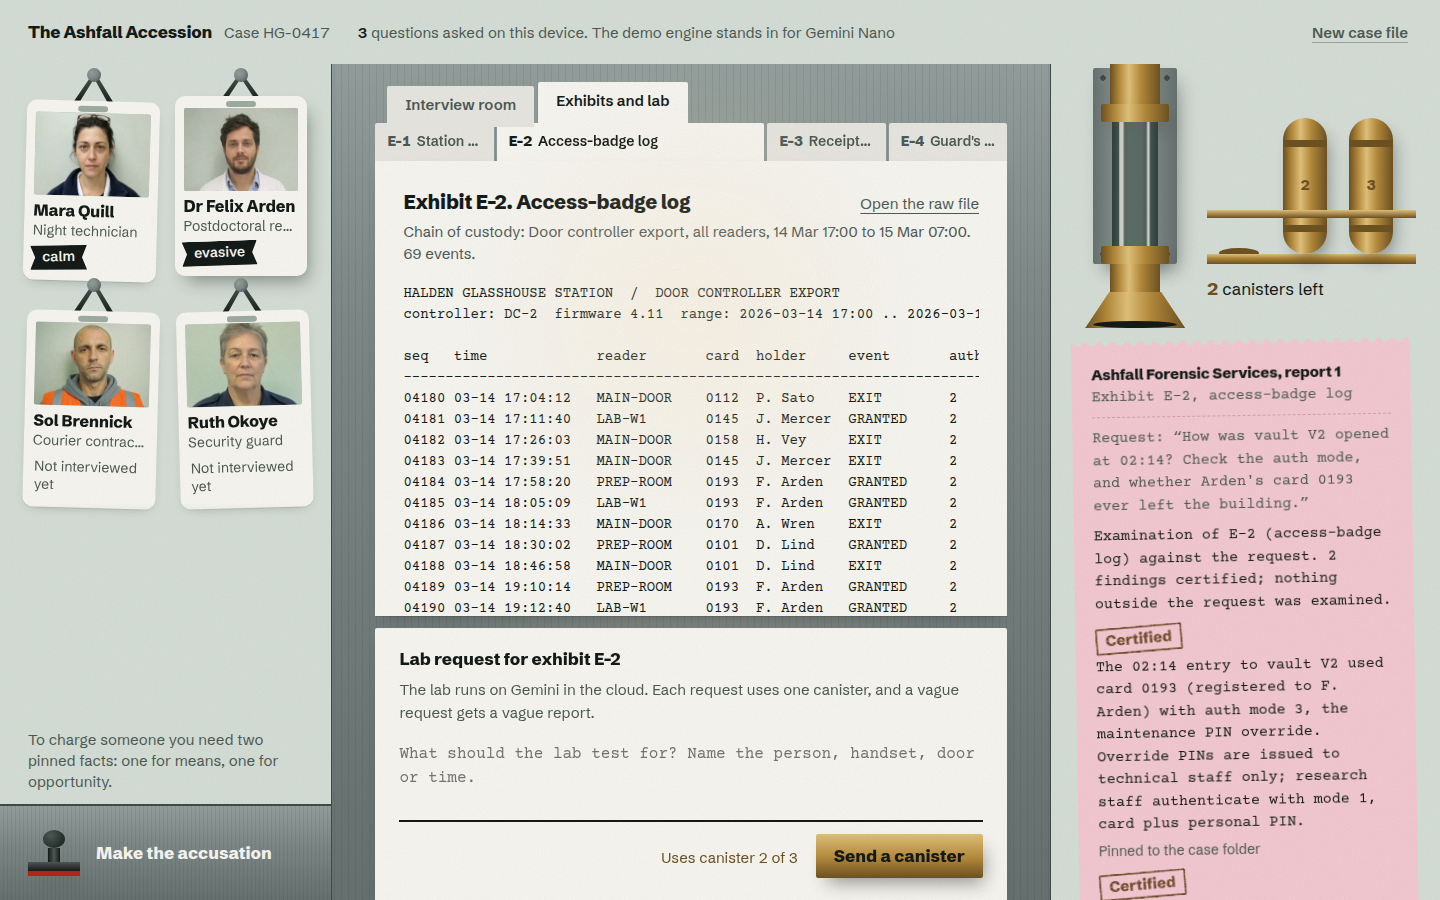 The Ashfall Accession Case HG-0417 3 questions asked on this device. The demo engine stands in for Gemini Nano New case file
Mara Quill
Night technician
calm
Dr Felix Arden
Postdoctoral re...
evasive
Sol Brennick
Courier contrac...
Not interviewed
yet
Ruth Okoye
Security guard
Not interviewed
yet
To charge someone you need two
pinned facts: one for means, one for
opportunity.
Make the accusation
Interview room Exhibits and lab
E-1 Station ... E-2 Access-badge log E-3 Receipt... E-4 Guard's ...
Exhibit E-2. Access-badge log Open the raw file
Chain of custody: Door controller export, all readers, 14 Mar 17:00 to 15 Mar 07:00.
69 events.
HALDEN GLASSHOUSE STATION / DOOR CONTROLLER EXPORT
controller: DC-2 firmware 4.11 range: 2026-03-14 17:00 .. 2026-03-1
seq time reader card holder event auth
04180 03-14 17:04:12 MAIN-DOOR 0112 P. Sato EXIT 2
04181 03-14 17:11:40 LAB-W1 0145 J. Mercer GRANTED 2
04182 03-14 17:26:03 MAIN-DOOR 0158 H. Vey EXIT 2
04183 03-14 17:39:51 MAIN-DOOR 0145 J. Mercer EXIT 2
04184 03-14 17:58:20 PREP-ROOM 0193 F. Arden GRANTED 2
04185 03-14 18:05:09 LAB-W1 0193 F. Arden GRANTED 2
04186 03-14 18:14:33 MAIN-DOOR 0170 A. Wren EXIT 2
04187 03-14 18:30:02 PREP-ROOM 0101 D. Lind GRANTED 2
04188 03-14 18:46:58 MAIN-DOOR 0101 D. Lind EXIT 2
04189 03-14 19:10:14 PREP-ROOM 0193 F. Arden GRANTED 2
04190 03-14 19:12:40 LAB-W1 0193 F. Arden GRANTED 2
Lab request for exhibit E-2
The lab runs on Gemini in the cloud. Each request uses one canister, and a vague
request gets a vague report.
What should the lab test for? Name the person, handset, door
or time.
Uses canister 2 of 3 Send a canister
2 3
2 canisters left
Ashfall Forensic Services, report 1
Exhibit E-2, access-badge log
Request: “How was vault V2 opened
at 02:14? Check the auth mode,
and whether Arden's card 0193
ever left the building.”
Examination of E-2 (access-badge
log) against the request. 2
findings certified; nothing
outside the request was examined.
Certified
The 02:14 entry to vault V2 used
card 0193 (registered to F.
Arden) with auth mode 3, the
maintenance PIN override.
Override PINs are issued to
technical staff only; research
staff authenticate with mode 1,
card plus personal PIN.
Pinned to the case folder
Certified